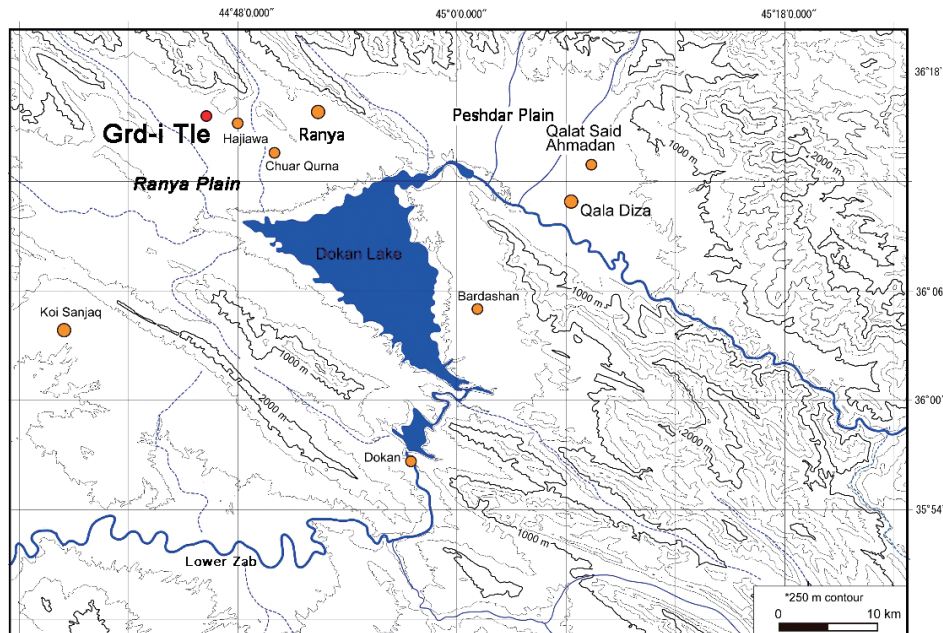 44°48'0.000"
45°00'0.000"
45°18'0.000"
36°18'
Peshdar Plain
Grd-i Tle
Hajiawa
Ranya
Qalat Said
Ahmadan
1000 m
2000 m
Chuar Qurna
Ranya Plain
Qala Diza
Dokan Lake
36°06
Bardashan
1000 m
Koi Sanjaq
1000 m
36°00'
2000 m
2000 m
Dokan
35°54'
1000 m
Lower Zab
*250 m contour
0 10 km